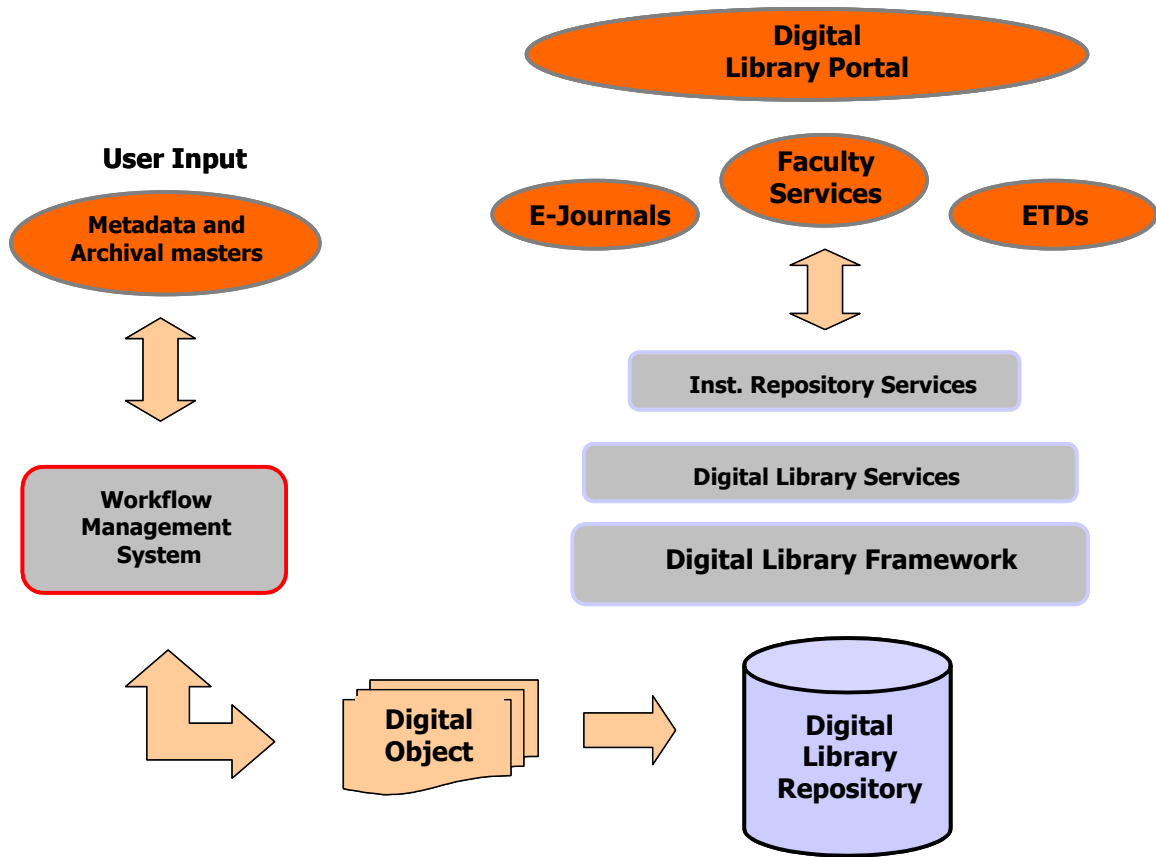 Digital
Library Portal
User Input
Metadata and
Archival masters
E-Journals
Faculty
Services
ETDs
Inst. Repository Services
Workflow
Management
System
Digital Library Services
Digital Library Framework
Digital
Object
Digital
Library
Repository